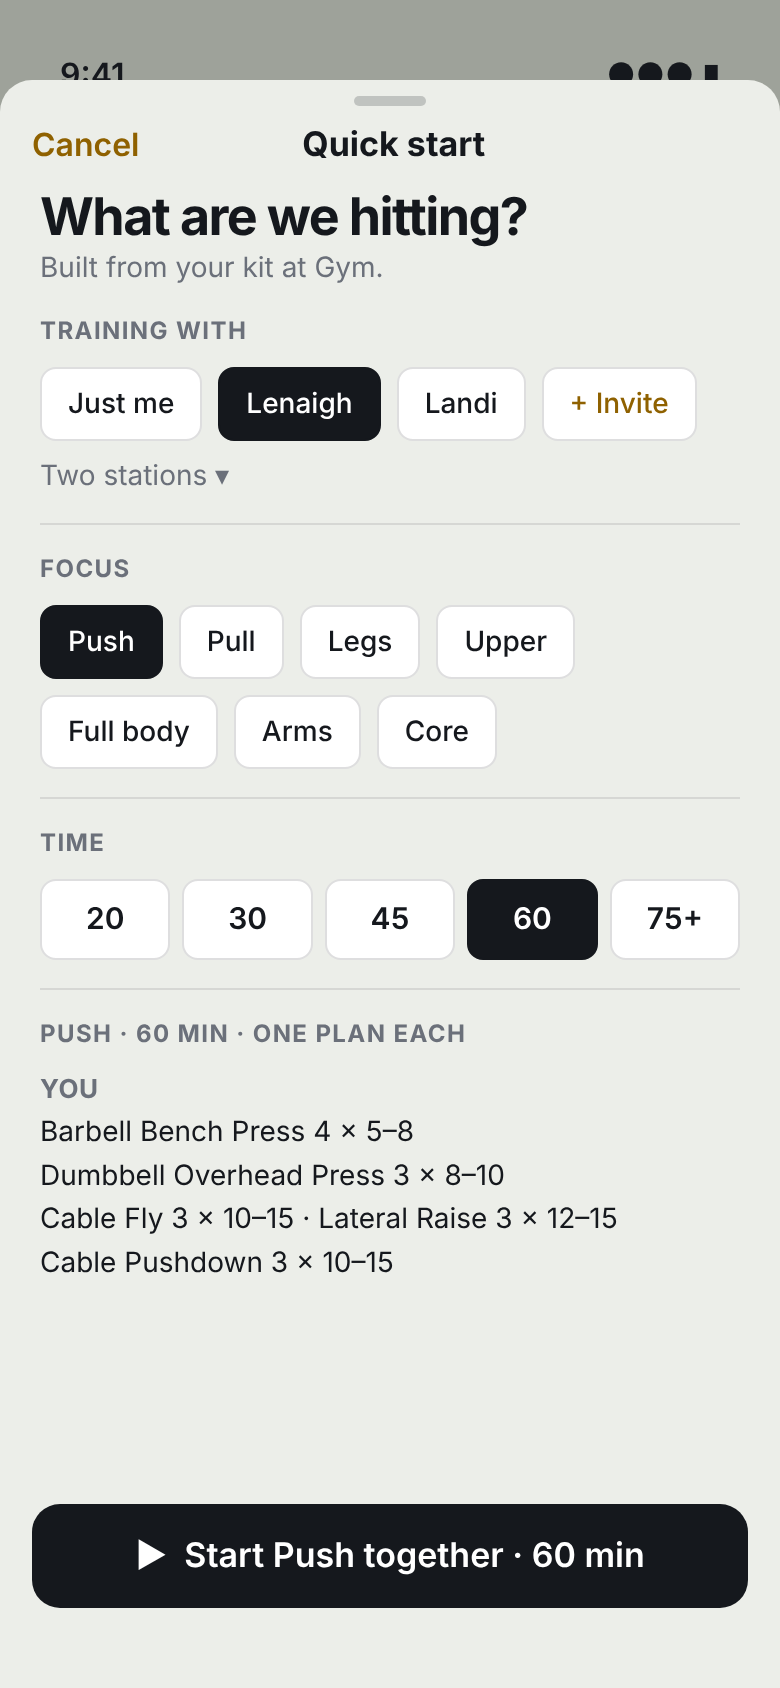 9:41
Cancel
Quick start
What are we hitting?
Built from your kit at Gym.
TRAINING WITH
Just me
Lenaigh
Landi
+ Invite
Two stations ▾
FOCUS
Push
Pull
Legs
Upper
Full body
Arms
Core
TIME
20
30
45
60
75+
PUSH · 60 MIN · ONE PLAN EACH
YOU
Barbell Bench Press 4 × 5–8
Dumbbell Overhead Press 3 × 8–10
Cable Fly 3 × 10–15 · Lateral Raise 3 × 12–15
Cable Pushdown 3 × 10–15
▶ Start Push together · 60 min